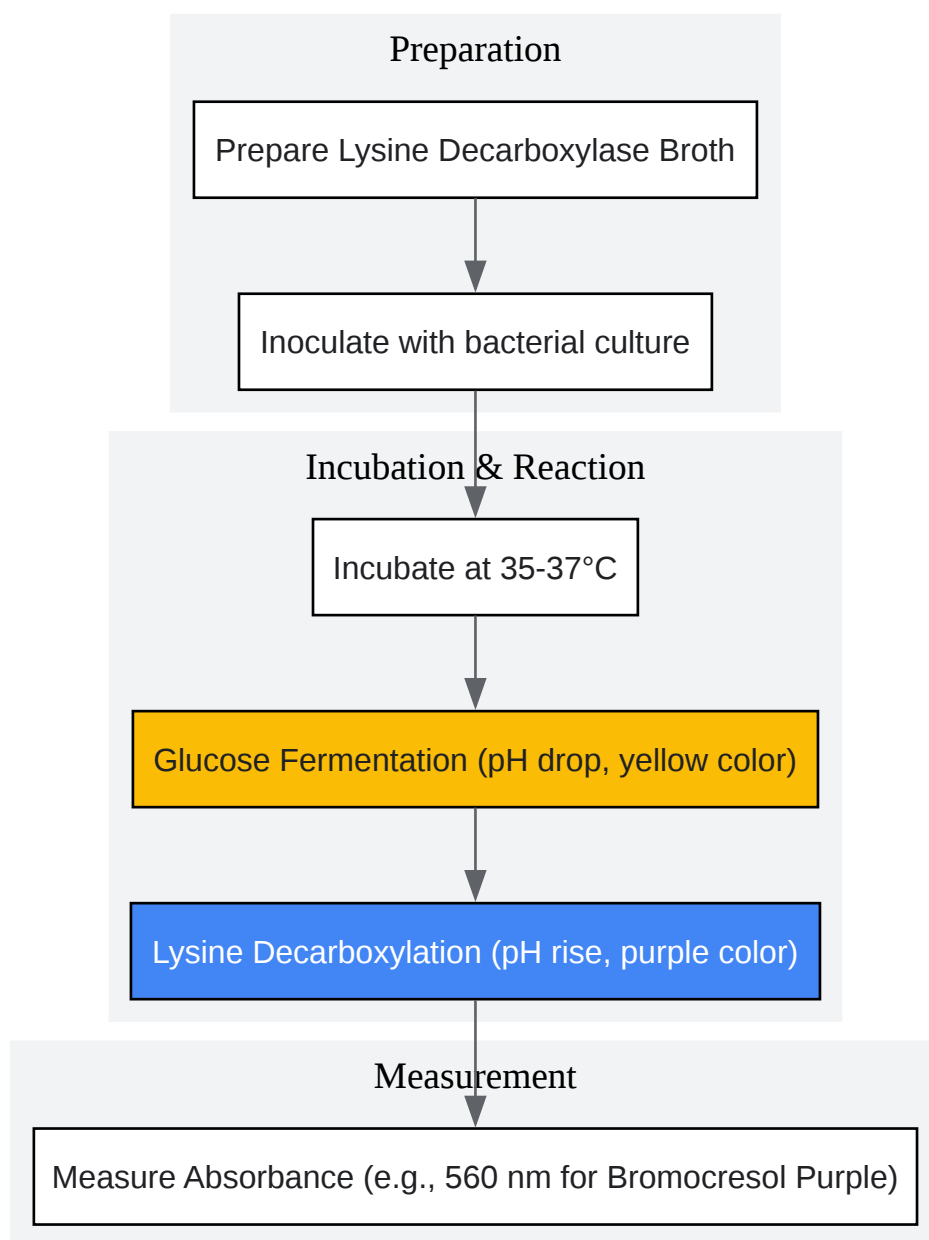 Preparation
Prepare Lysine Decarboxylase Broth
Inoculate with bacterial culture
Incubation & Reaction
Incubate at 35-37°C
Glucose Fermentation (pH drop, yellow color)
Lysine Decarboxylation (pH rise, purple color)
Measurement
Measure Absorbance (e.g., 560 nm for Bromocresol Purple)